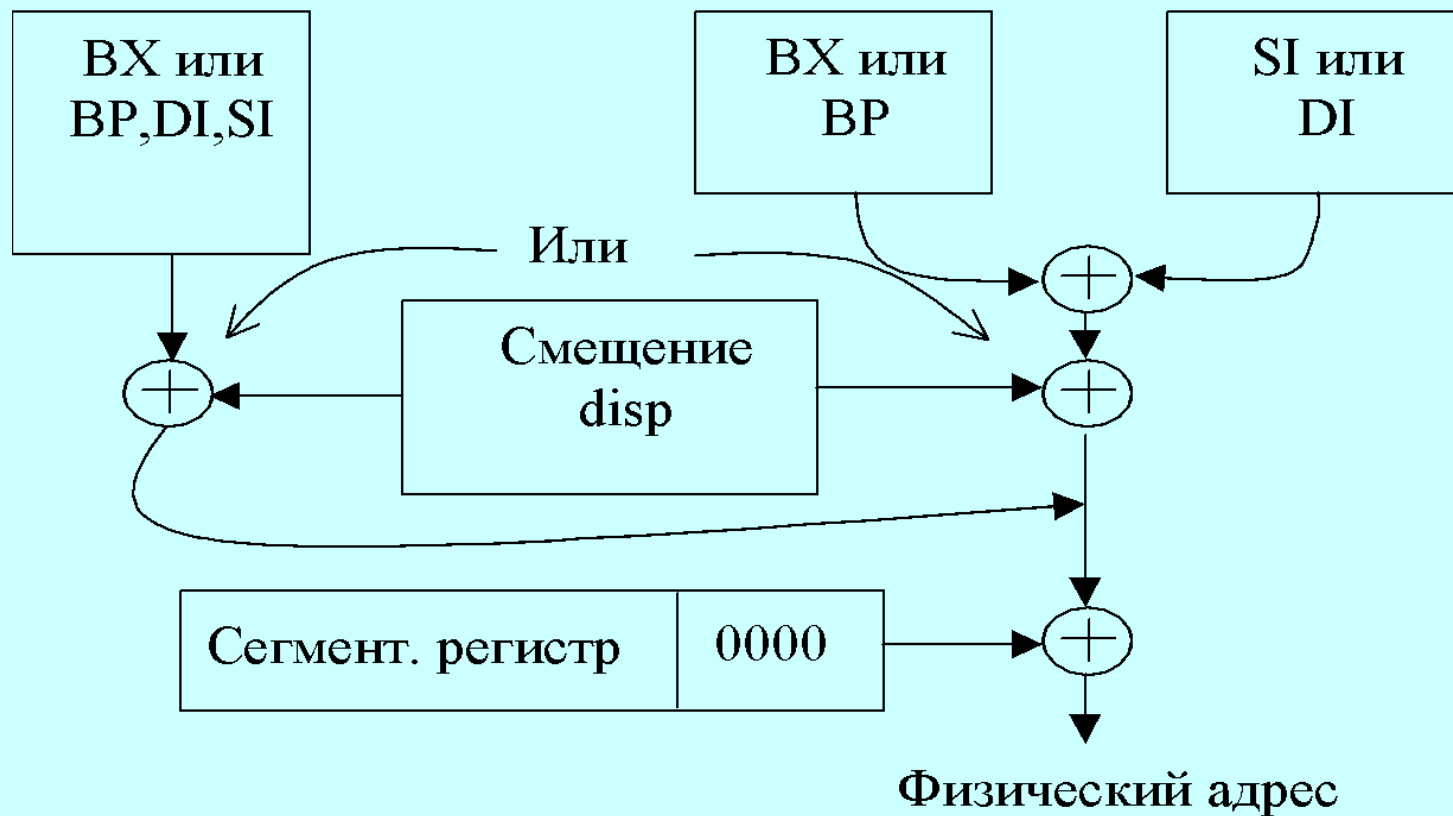 BX или
BP,DI,SI
BX или
BP
SI или
DI
Или
Смещение
disp
Сегмент. регистр
0000
Физический адрес